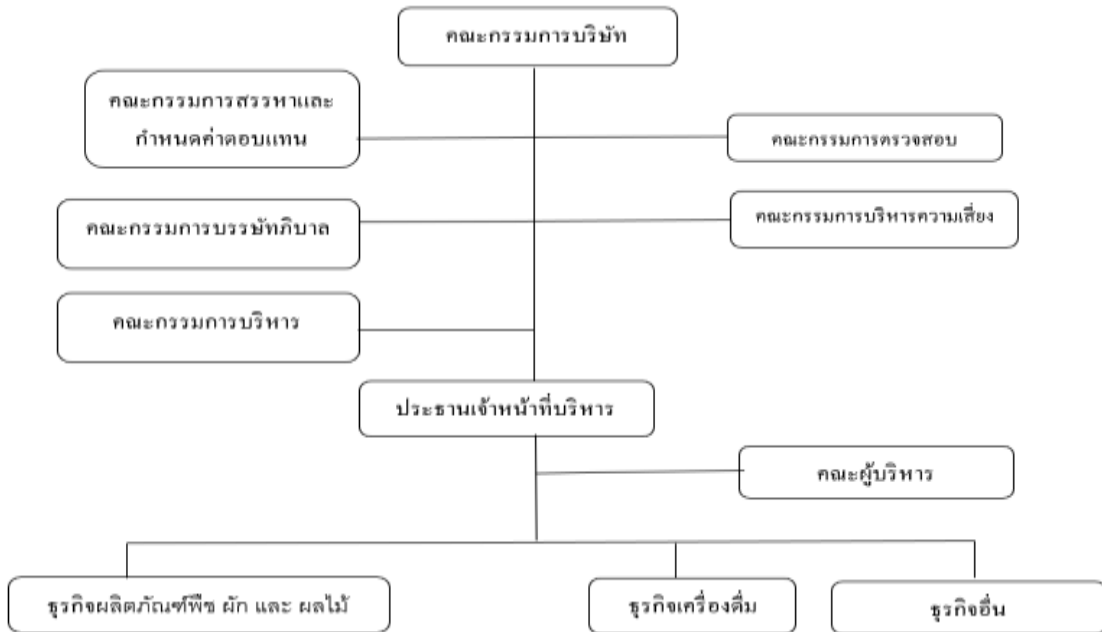 คณะกรรมการบริษัท
คณะกรรมการสรรหาและ
กำหนดค่าตอบแทน
คณะกรรมการตรวจสอบ
คณะกรรมการบรรษัทภิบาล
คณะกรรมการบริหารความเสี่ยง
คณะกรรมการบริหาร
ประธานเจ้าหน้าที่บริหาร
คณะผู้บริหาร
ธุรกิจผลิตภัณฑ์พืช ผัก และ ผลไม้
ธุรกิจเครื่องดื่ม
ธุรกิจอื่น